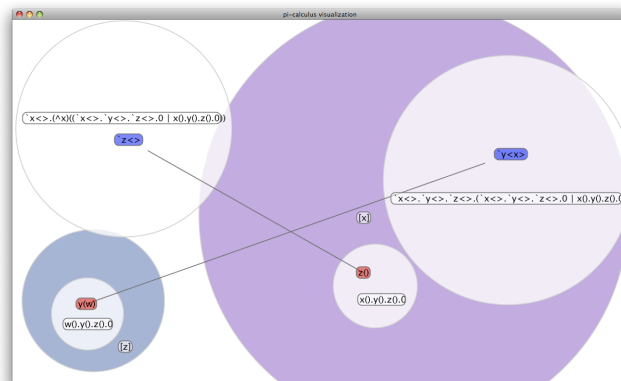 pi-calculus visualization
`x<>.(^x)((`x<>.`y<>.`z<>.0 | x().y().z().0))
`z<>
`y<x>
`x<>.`y<>.`z<>.(`x<>.`y<>.`z<>.0 | x().y().z().0
[x]
z()
x().y().z().0
y(w)
w().y().z().0
[z]